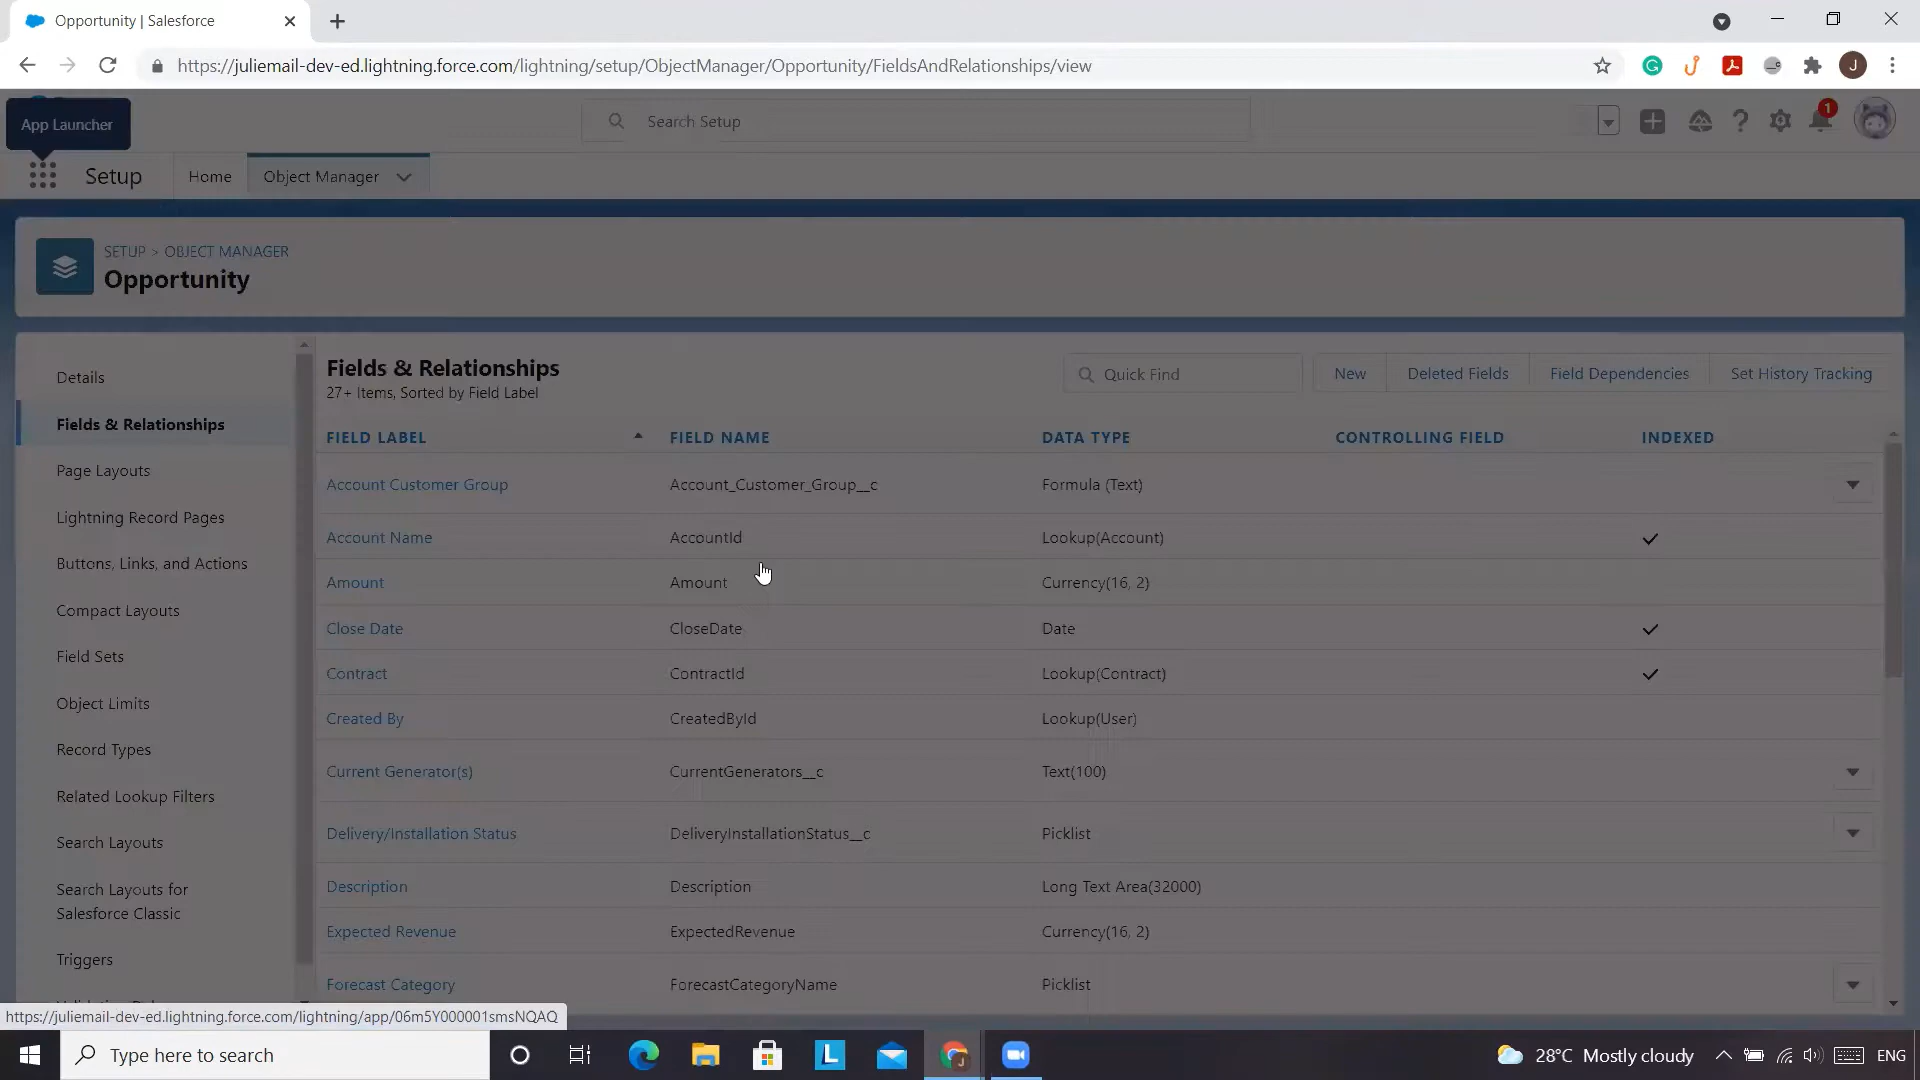 Opportunity | Salesforce
https://juliemail-dev-ed.lightning.force.com/lightning/setup/ObjectManager/Opportunity/FieldsAndRelationships/view
J
App Launcher
Search Setup
1
Setup
Home
Object Manager
SETUP > OBJECT MANAGER
Opportunity
Details
Fields & Relationships
Page Layouts
Lightning Record Pages
Buttons, Links, and Actions
Compact Layouts
Field Sets
Object Limits
Record Types
Related Lookup Filters
Search Layouts
Search Layouts for
Salesforce Classic
Triggers
Fields & Relationships
27+ Items, Sorted by Field Label
Quick Find
New
Deleted Fields
Field Dependencies
Set History Tracking
FIELD LABEL FIELD NAME DATA TYPE CONTROLLING FIELD INDEXED
Account Customer Group Account_Customer_Group__c Formula (Text)
Account Name AccountId Lookup(Account)
Amount Amount Currency(16, 2)
Close Date CloseDate Date
Contract ContractId Lookup(Contract)
Created By CreatedById Lookup(User)
Current Generator(s) CurrentGenerators__c Text(100)
Delivery/Installation Status DeliveryInstallationStatus__c Picklist
Description Description Long Text Area(32000)
Expected Revenue ExpectedRevenue Currency(16, 2)
Forecast Category ForecastCategoryName Picklist
https://juliemail-dev-ed.lightning.force.com/lightning/app/06m5Y000001smsNQAQ
Type here to search
L
28°C Mostly cloudy
ENG